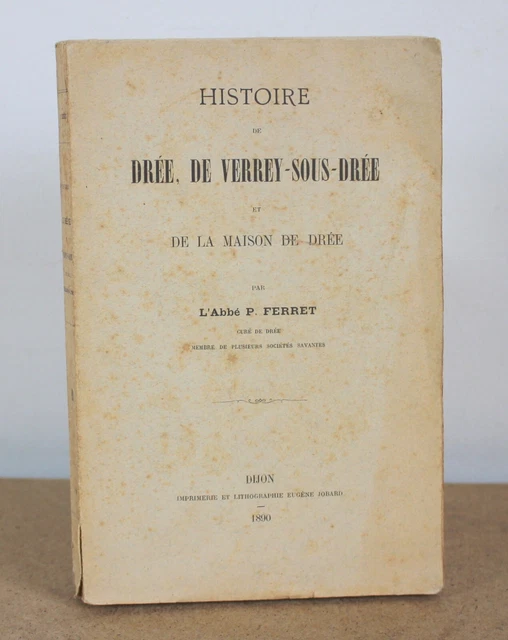 HISTOIRE
DE
DRÉE, DE VERREY-SOUS-DRÉE
ET
DE LA MAISON DE DRÉE
PAR
L'Abbé P. FERRET
CURÉ DE DRÉE
MEMBRE DE PLUSIEURS SOCIÉTÉS SAVANTES
DIJON
IMPRIMERIE ET LITHOGRAPHIE EUGÈNE JOBARD
1890